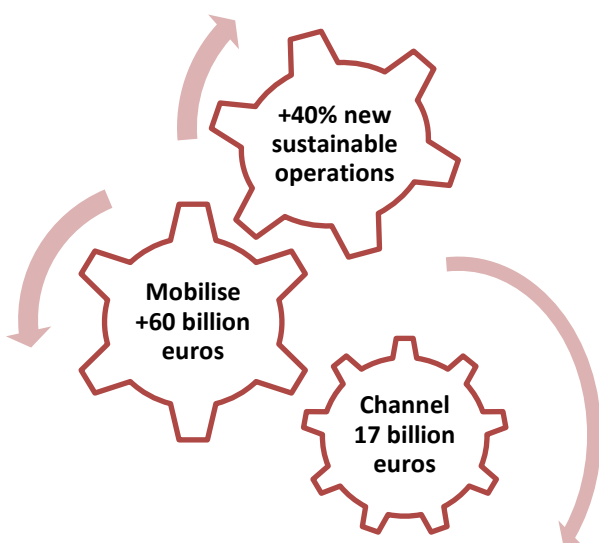 +40% new
sustainable
operations
Mobilise
+60 billion
euros
Channel
17 billion
euros